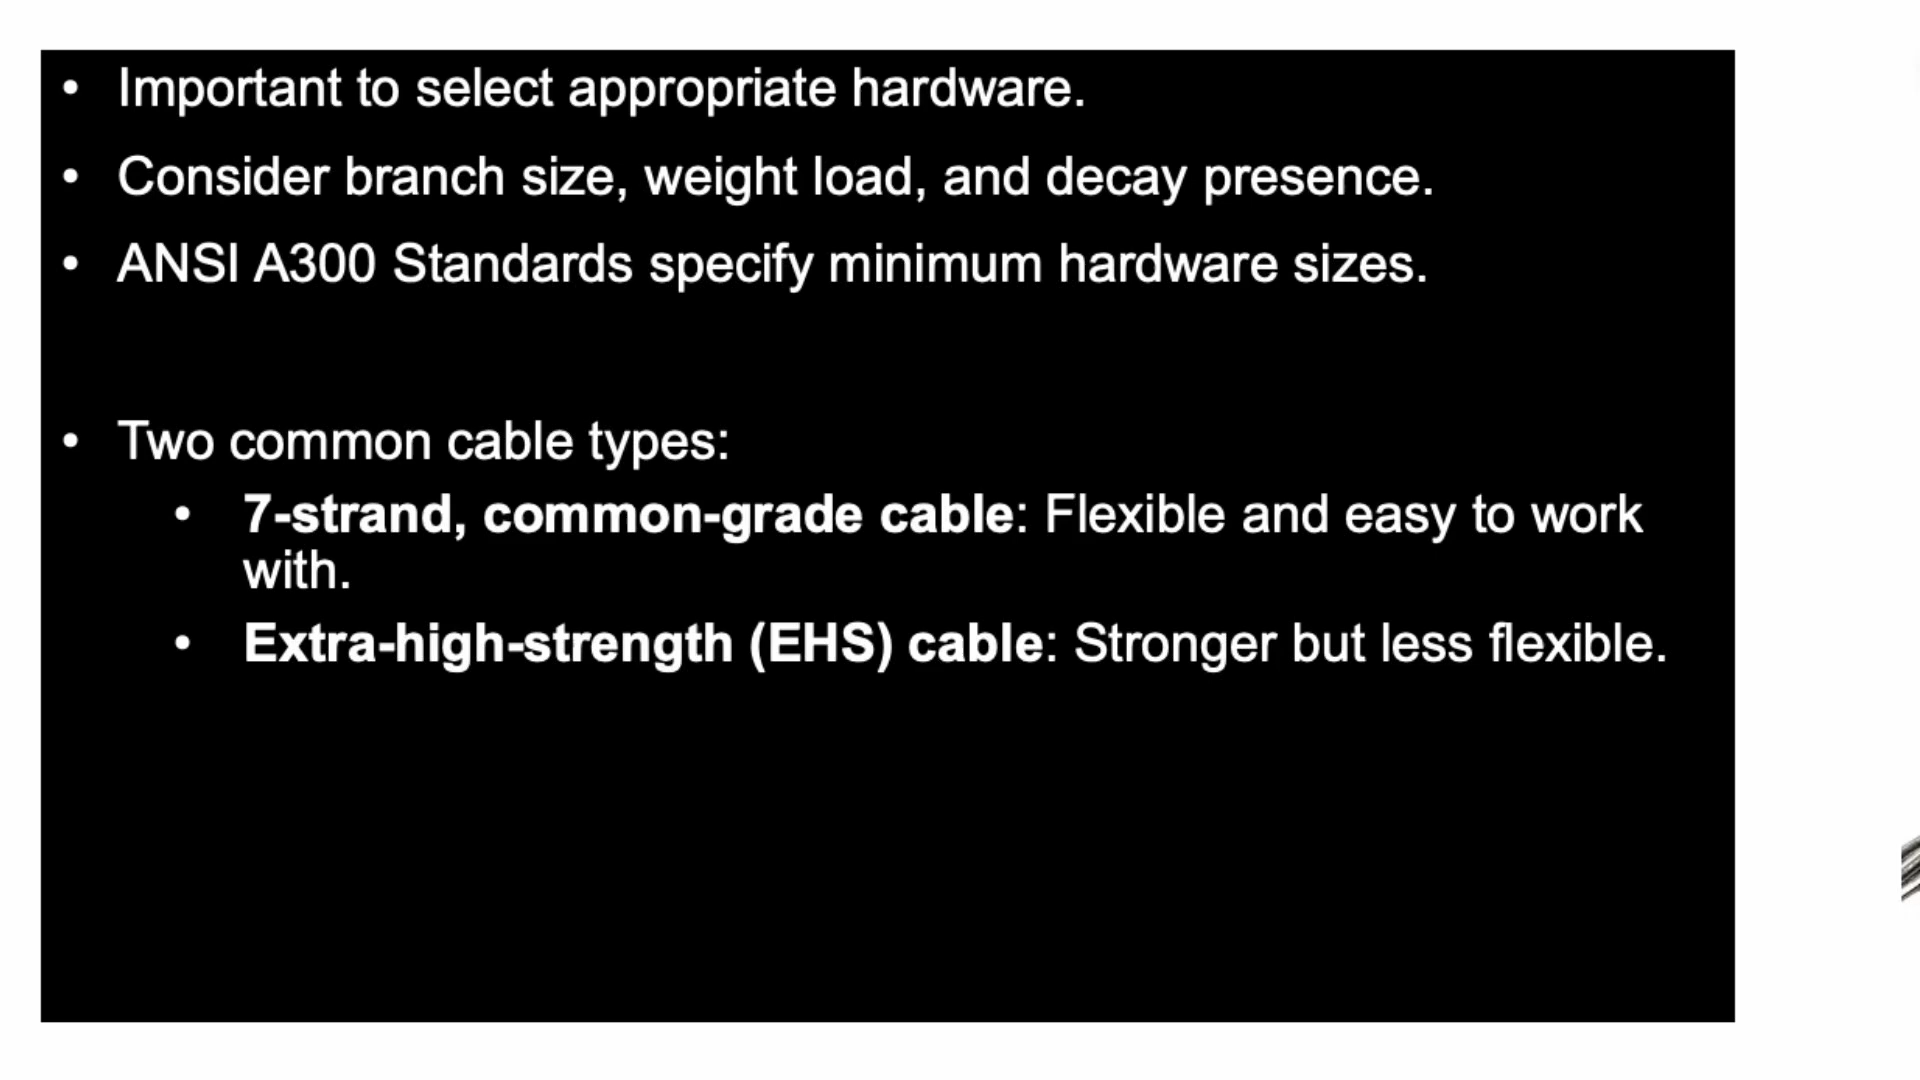 • Important to select appropriate hardware.
• Consider branch size, weight load, and decay presence.
• ANSI A300 Standards specify minimum hardware sizes.
• Two common cable types:
• 7-strand, common-grade cable: Flexible and easy to work
with.
• Extra-high-strength (EHS) cable: Stronger but less flexible.